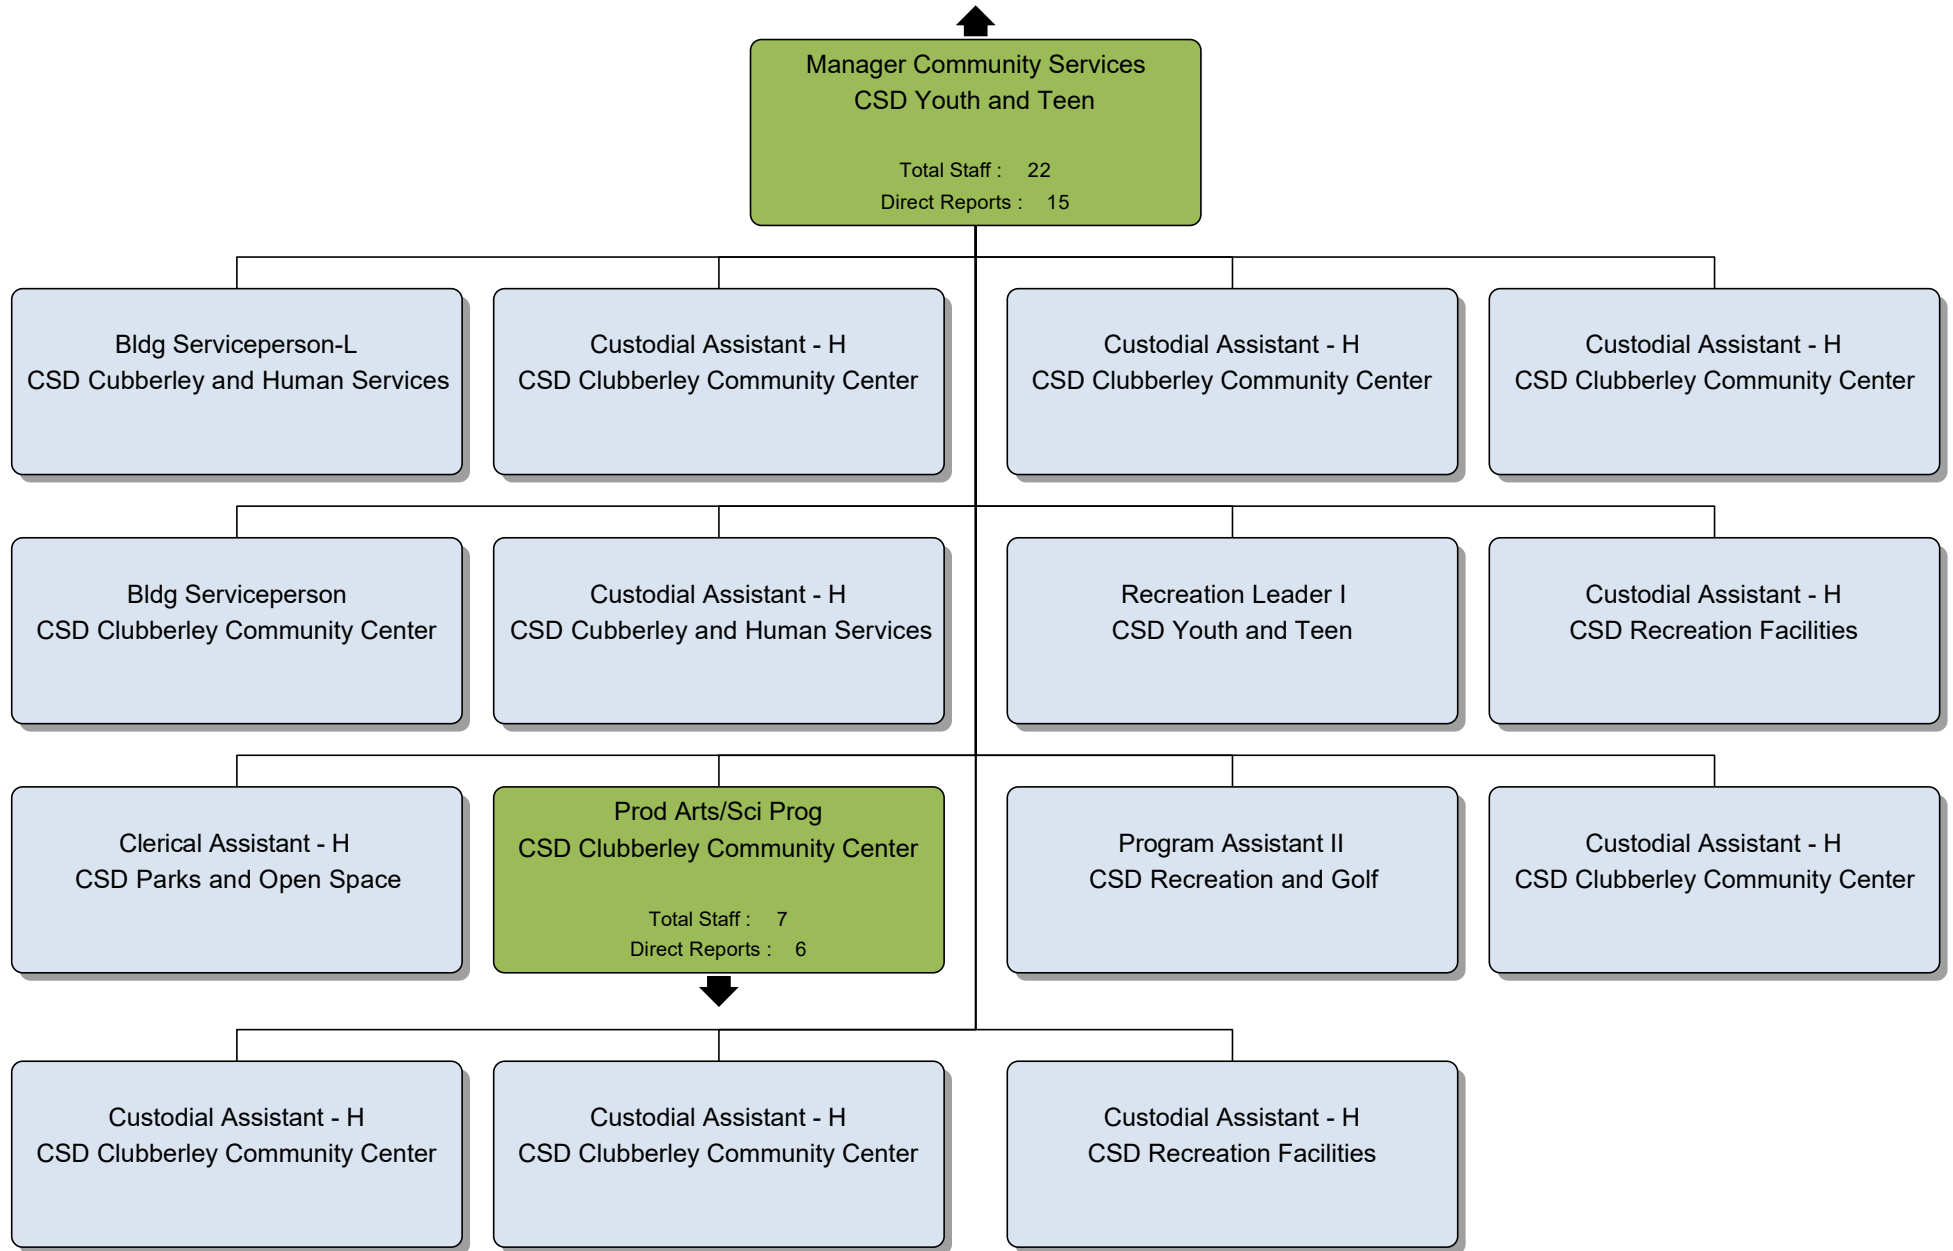 Manager Community Services
CSD Youth and Teen
Total Staff : 22
Direct Reports : 15
Bldg Serviceperson-L
CSD Cubberley and Human Services
Custodial Assistant - H
CSD Clubberley Community Center
Custodial Assistant - H
CSD Clubberley Community Center
Custodial Assistant - H
CSD Clubberley Community Center
Bldg Serviceperson
CSD Clubberley Community Center
Custodial Assistant - H
CSD Cubberley and Human Services
Recreation Leader I
CSD Youth and Teen
Custodial Assistant - H
CSD Recreation Facilities
Clerical Assistant - H
CSD Parks and Open Space
Prod Arts/Sci Prog
CSD Clubberley Community Center
Total Staff : 7
Direct Reports : 6
Program Assistant II
CSD Recreation and Golf
Custodial Assistant - H
CSD Clubberley Community Center
Custodial Assistant - H
CSD Clubberley Community Center
Custodial Assistant - H
CSD Clubberley Community Center
Custodial Assistant - H
CSD Recreation Facilities